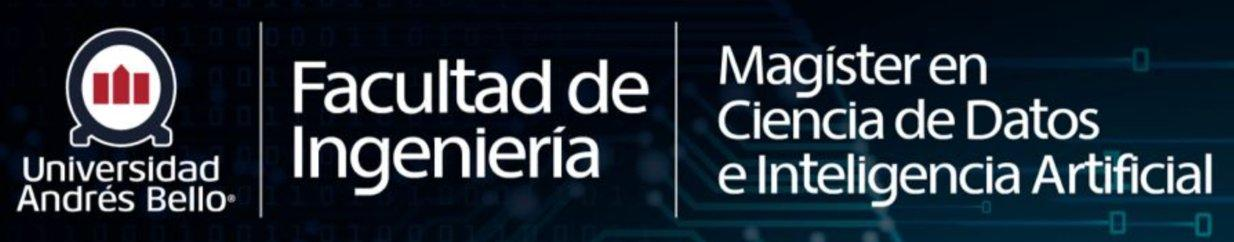 Universidad
Andrés Bello®
Facultad de
Ingeniería
Magíster en
Ciencia de Datos
e Inteligencia Artificial